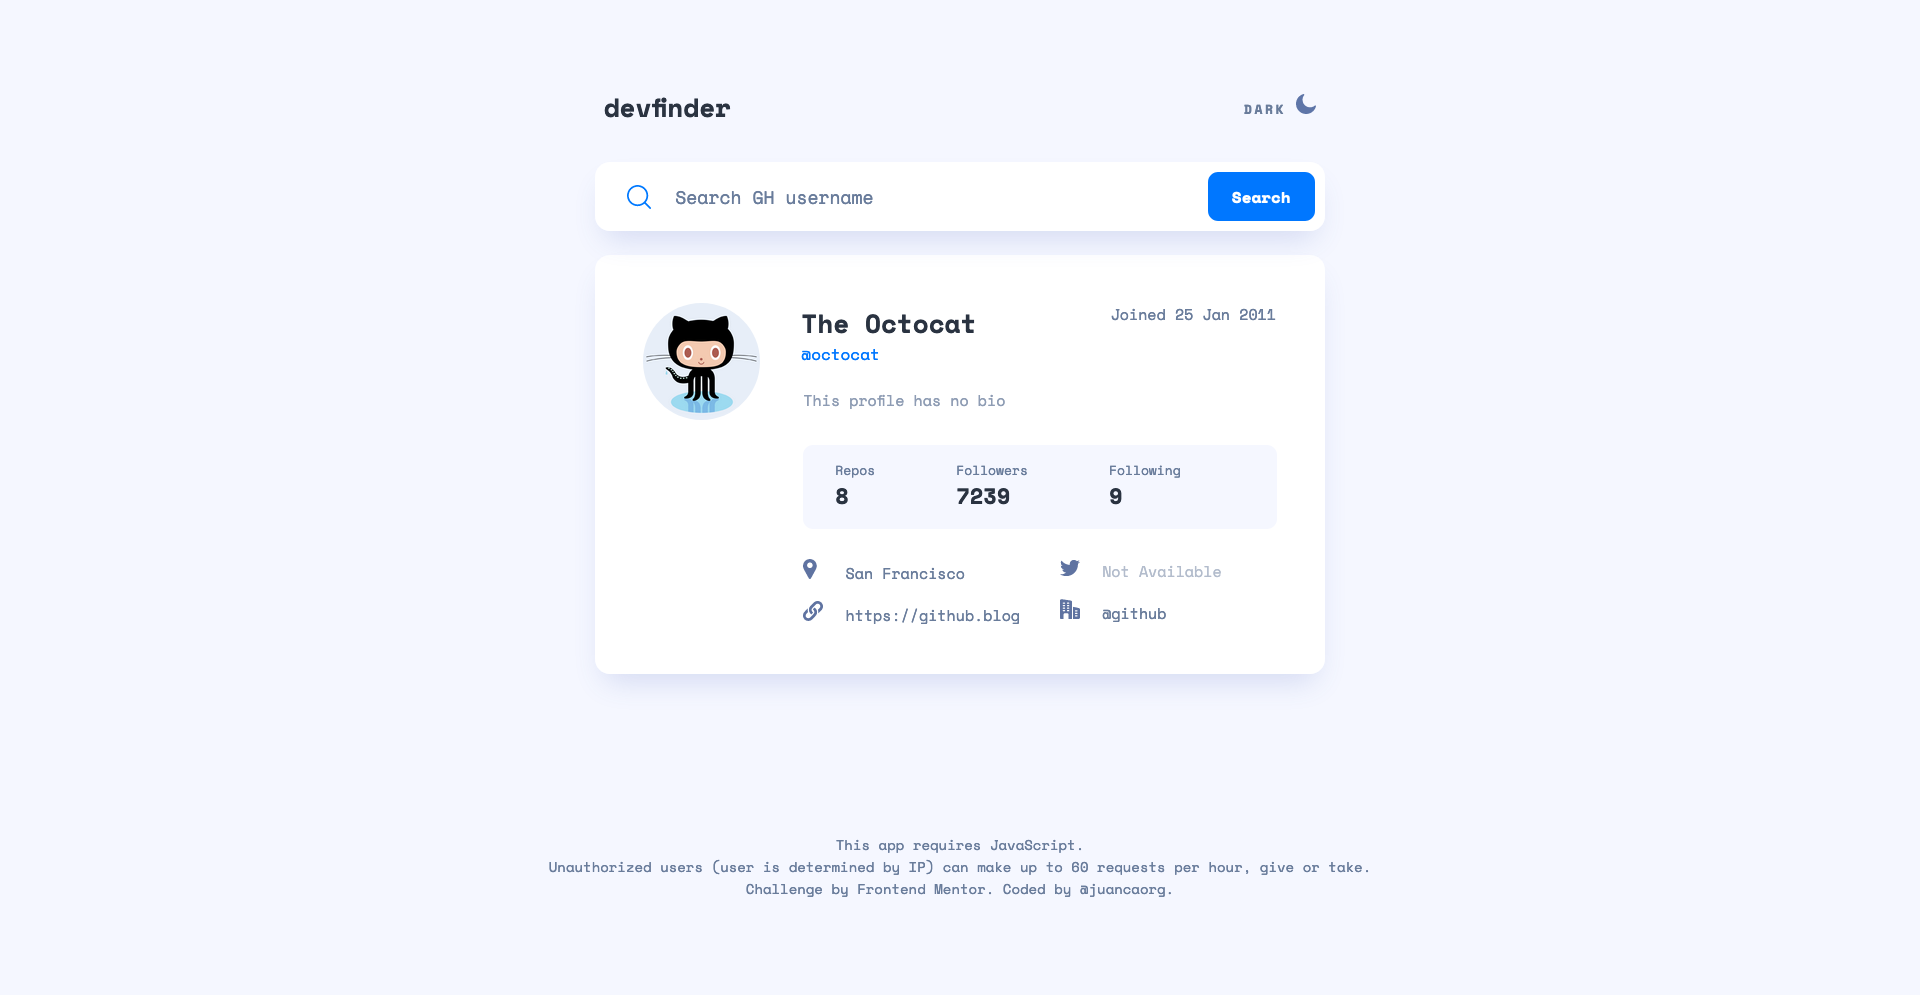 devfinder
DARK
Search GH username
Search
The Octocat
Joined 25 Jan 2011
@octocat
This profile has no bio
Repos Followers Following
8 7239 9
San Francisco
Not Available
https://github.blog
@github
This app requires JavaScript.
Unauthorized users (user is determined by IP) can make up to 60 requests per hour, give or take.
Challenge by Frontend Mentor. Coded by @juancaorg.